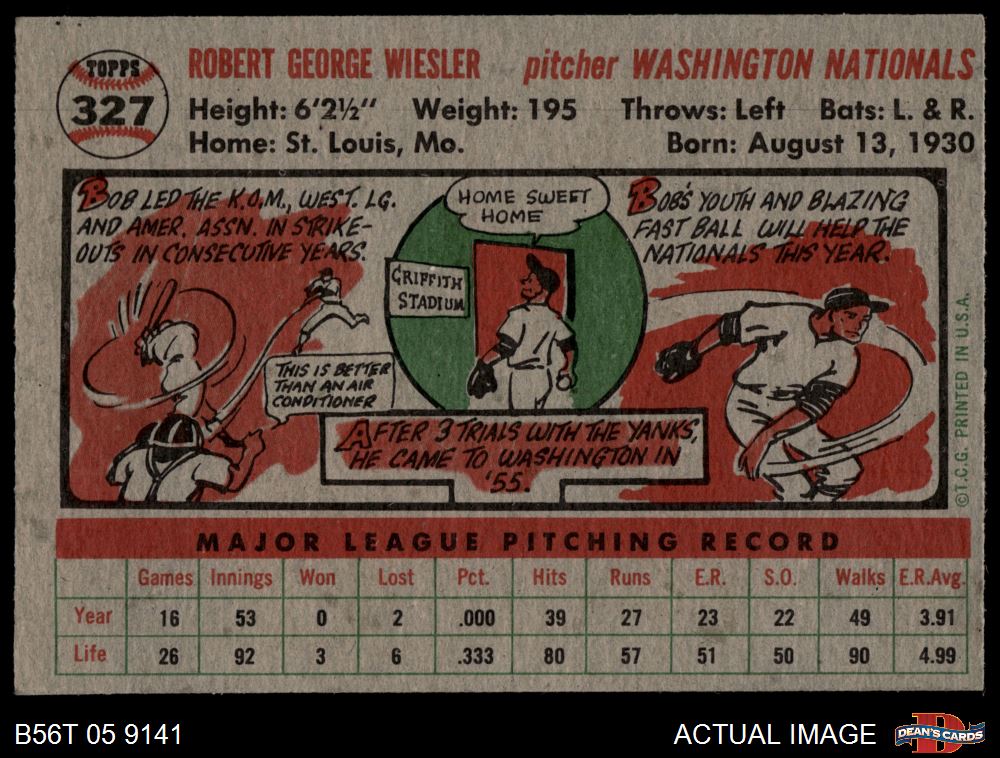 TOPPS
327
ROBERT GEORGE WIESLER pitcher WASHINGTON NATIONALS
Height: 6'2½" Weight: 195 Throws: Left Bats: L. & R.
Home: St. Louis, Mo. Born: August 13, 1930
BOB LED THE K.O.M., WEST. LG.
AND AMER. ASSN. IN STRIKE-
OUTS IN CONSECUTIVE YEARS.
THIS IS BETTER
THAN AN AIR
CONDITIONER
HOME SWEET
HOME
GRIFFITH
STADIUM
AFTER 3 TRIALS WITH THE YANKS,
HE CAME TO WASHINGTON IN
'55.
BOB'S YOUTH AND BLAZING
FAST BALL WILL HELP THE
NATIONALS THIS YEAR.
©T.C.G. PRINTED IN U.S.A.
MAJOR LEAGUE PITCHING RECORD
Games Innings Won Lost Pct. Hits Runs E.R. S.O. Walks E.R.Avg.
Year 16 53 0 2 .000 39 27 23 22 49 3.91
Life 26 92 3 6 .333 80 57 51 50 90 4.99
B56T 05 9141 ACTUAL IMAGE DEAN'S CARDS